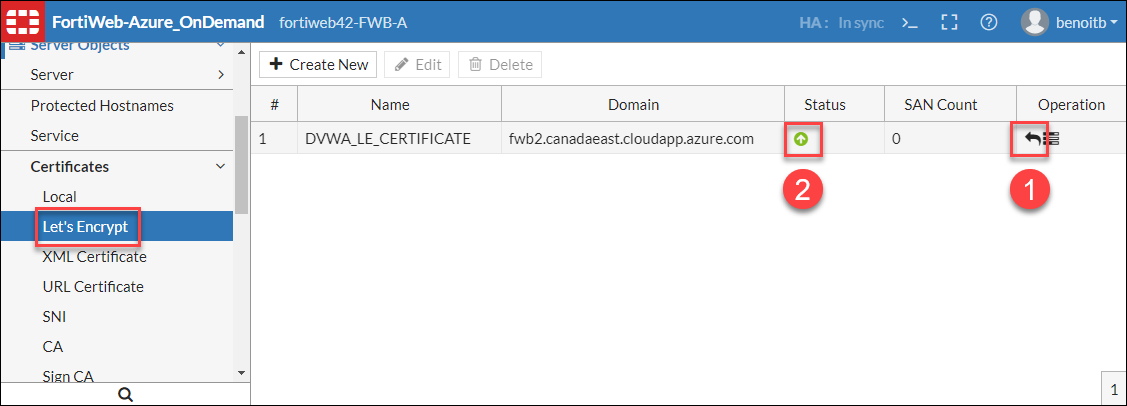 FortiWeb-Azure_OnDemand fortiweb42-FWB-A HA: In sync >_ benoitb
Server Objects
Server
Protected Hostnames
Service
Certificates
Local
Let's Encrypt
XML Certificate
URL Certificate
SNI
CA
Sign CA
+ Create New Edit Delete
# Name Domain Status SAN Count Operation
1 DVWA_LE_CERTIFICATE fwb2.canadaeast.cloudapp.azure.com 0
2 1
1